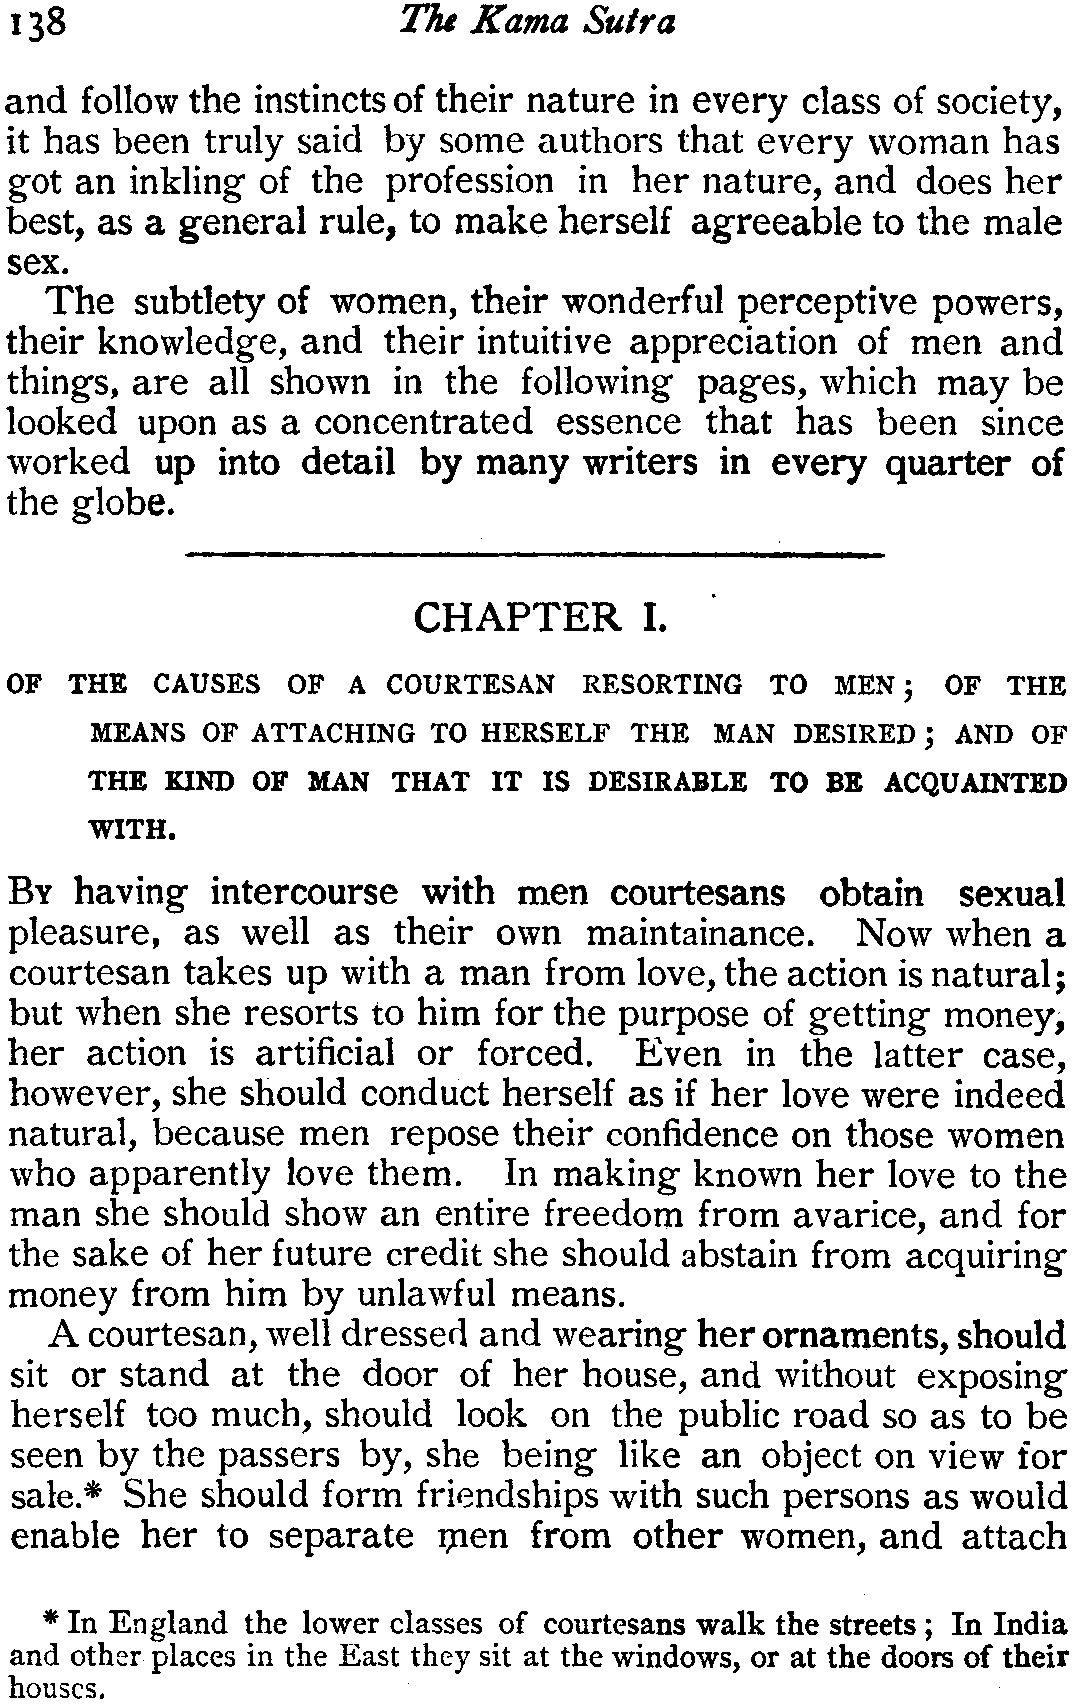 138 The Kama Sutra
and follow the instincts of their nature in every class of society,
it has been truly said by some authors that every woman has
got an inkling of the profession in her nature, and does her
best, as a general rule, to make herself agreeable to the male
sex.
The subtlety of women, their wonderful perceptive powers,
their knowledge, and their intuitive appreciation of men and
things, are all shown in the following pages, which may be
looked upon as a concentrated essence that has been since
worked up into detail by many writers in every quarter of
the globe.
CHAPTER I.
OF THE CAUSES OF A COURTESAN RESORTING TO MEN; OF THE
MEANS OF ATTACHING TO HERSELF THE MAN DESIRED; AND OF
THE KIND OF MAN THAT IT IS DESIRABLE TO BE ACQUAINTED
WITH.
BY having intercourse with men courtesans obtain sexual
pleasure, as well as their own maintainance. Now when a
courtesan takes up with a man from love, the action is natural;
but when she resorts to him for the purpose of getting money,
her action is artificial or forced. Even in the latter case,
however, she should conduct herself as if her love were indeed
natural, because men repose their confidence on those women
who apparently love them. In making known her love to the
man she should show an entire freedom from avarice, and for
the sake of her future credit she should abstain from acquiring
money from him by unlawful means.
A courtesan, well dressed and wearing her ornaments, should
sit or stand at the door of her house, and without exposing
herself too much, should look on the public road so as to be
seen by the passers by, she being like an object on view for
sale.* She should form friendships with such persons as would
enable her to separate men from other women, and attach
* In England the lower classes of courtesans walk the streets; In India
and other places in the East they sit at the windows, or at the doors of their
houses.